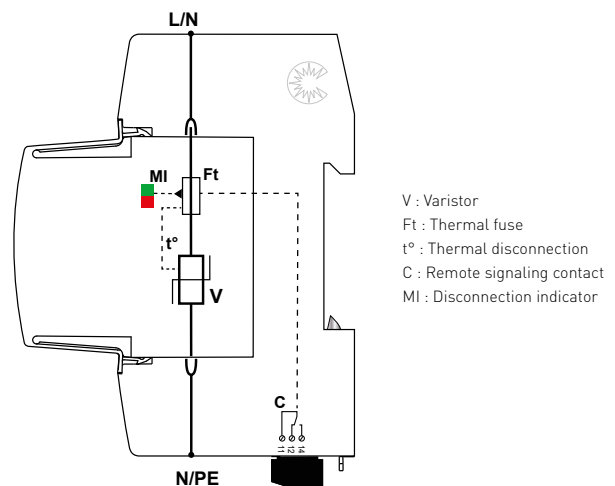 L/N
MI
Ft
t°
V
C
11
12
14
N/PE
V : Varistor
Ft : Thermal fuse
t° : Thermal disconnection
C : Remote signaling contact
MI : Disconnection indicator